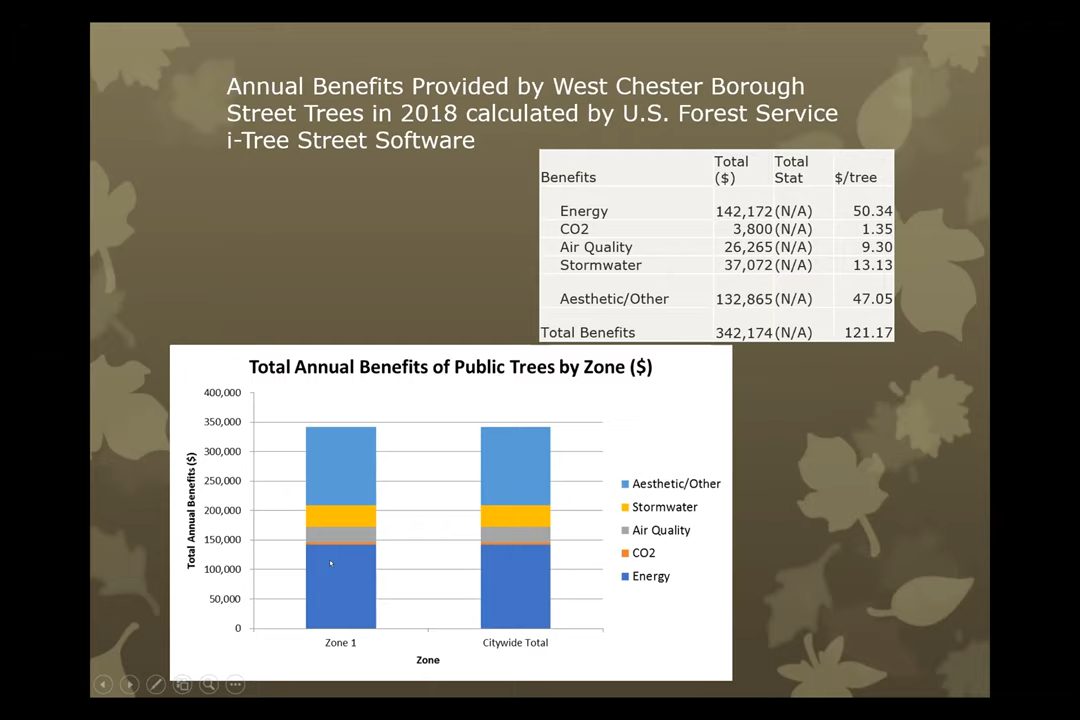 Annual Benefits Provided by West Chester Borough
Street Trees in 2018 calculated by U.S. Forest Service
i-Tree Street Software
Benefits Total ($) Total Stat $/tree
Energy 142,172 (N/A) 50.34
CO2 3,800 (N/A) 1.35
Air Quality 26,265 (N/A) 9.30
Stormwater 37,072 (N/A) 13.13
Aesthetic/Other 132,865 (N/A) 47.05
Total Benefits 342,174 (N/A) 121.17
Total Annual Benefits of Public Trees by Zone ($)
Total Annual Benefits ($)
400,000
350,000
300,000
250,000
200,000
150,000
100,000
50,000
0
Zone 1 Citywide Total
Zone
Aesthetic/Other
Stormwater
Air Quality
CO2
Energy